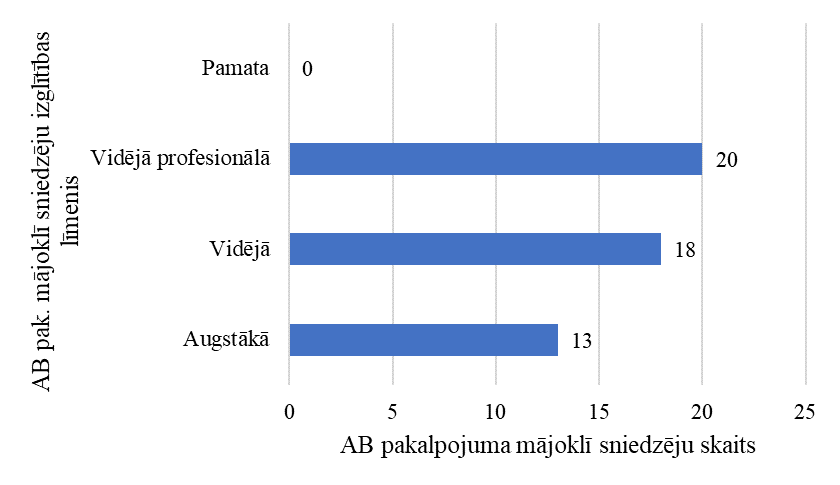 AB pak. mājoklī sniedzēju izglītības
līmenis
Pamata 0
Vidējā profesionālā 20
Vidējā 18
Augstākā 13
0 5 10 15 20 25
AB pakalpojuma mājoklī sniedzēju skaits